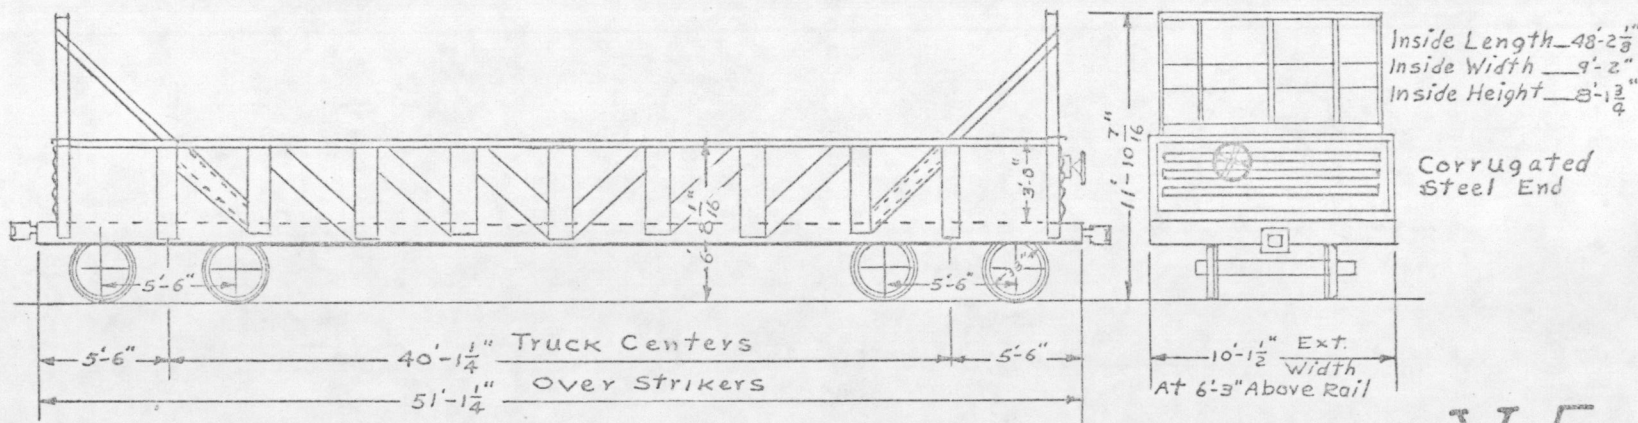 Inside Length 48'-2 1/8"
Inside Width 9'-2"
Inside Height 8'-1 3/4"
11'-10 7/16"
Corrugated
Steel End
3'-0"
6'-8 7/16"
5'-6"
5'-6"
5'-6"
40'-1 1/4"
Truck Centers
5'-6"
51'-1 1/4"
Over Strikers
10'-1 1/2" Ext.
Width
At 6'-3" Above Rail